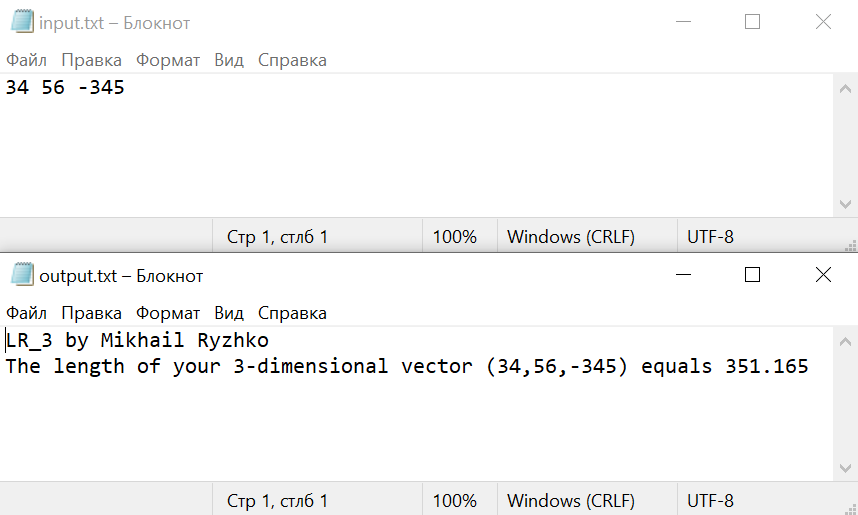 input.txt – Блокнот
Файл Правка Формат Вид Справка
34 56 -345
Стр 1, стлб 1 100% Windows (CRLF) UTF-8
output.txt – Блокнот
Файл Правка Формат Вид Справка
LR_3 by Mikhail Ryzhko
The length of your 3-dimensional vector (34,56,-345) equals 351.165
Стр 1, стлб 1 100% Windows (CRLF) UTF-8